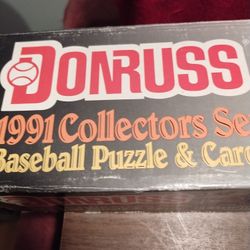 DONRUSS
1991 Collectors Se
Baseball Puzzle & Card